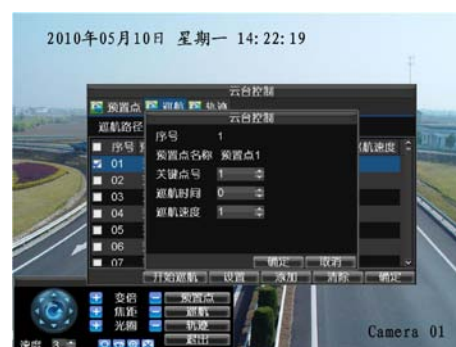 2010年05月10日 星期一 14:22:19
云台控制
预置点 巡航 轨迹
云台控制
巡航路径
序号 1
序号
巡航速度
预置点名称 预置点1
01
关键点号 1
02
巡航时间 0
03
巡航速度 1
04
05
06
确定 取消
07
开始巡航 设置 添加 清除 确定
变倍 预置点
焦距 巡航
光圈 轨迹
速度 3 退出
Camera 01